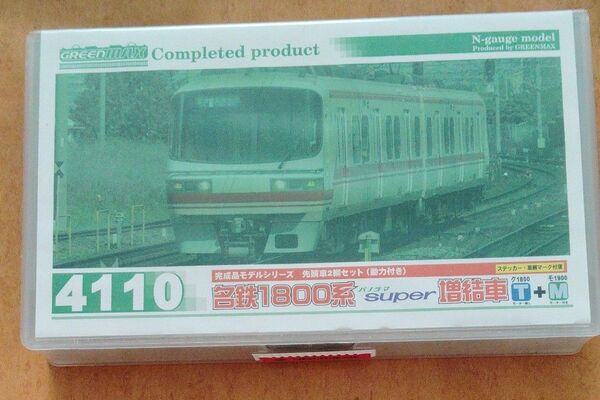 GREENMAX Completed product
N-gauge model
Produced by GREENMAX
ステッカー・車輌マーク付属
完成品モデルシリーズ 先頭車2輌セット(動力付き)
4110 名鉄1800系 パノラマ super 増結車
ク1800 T + モ1900 M